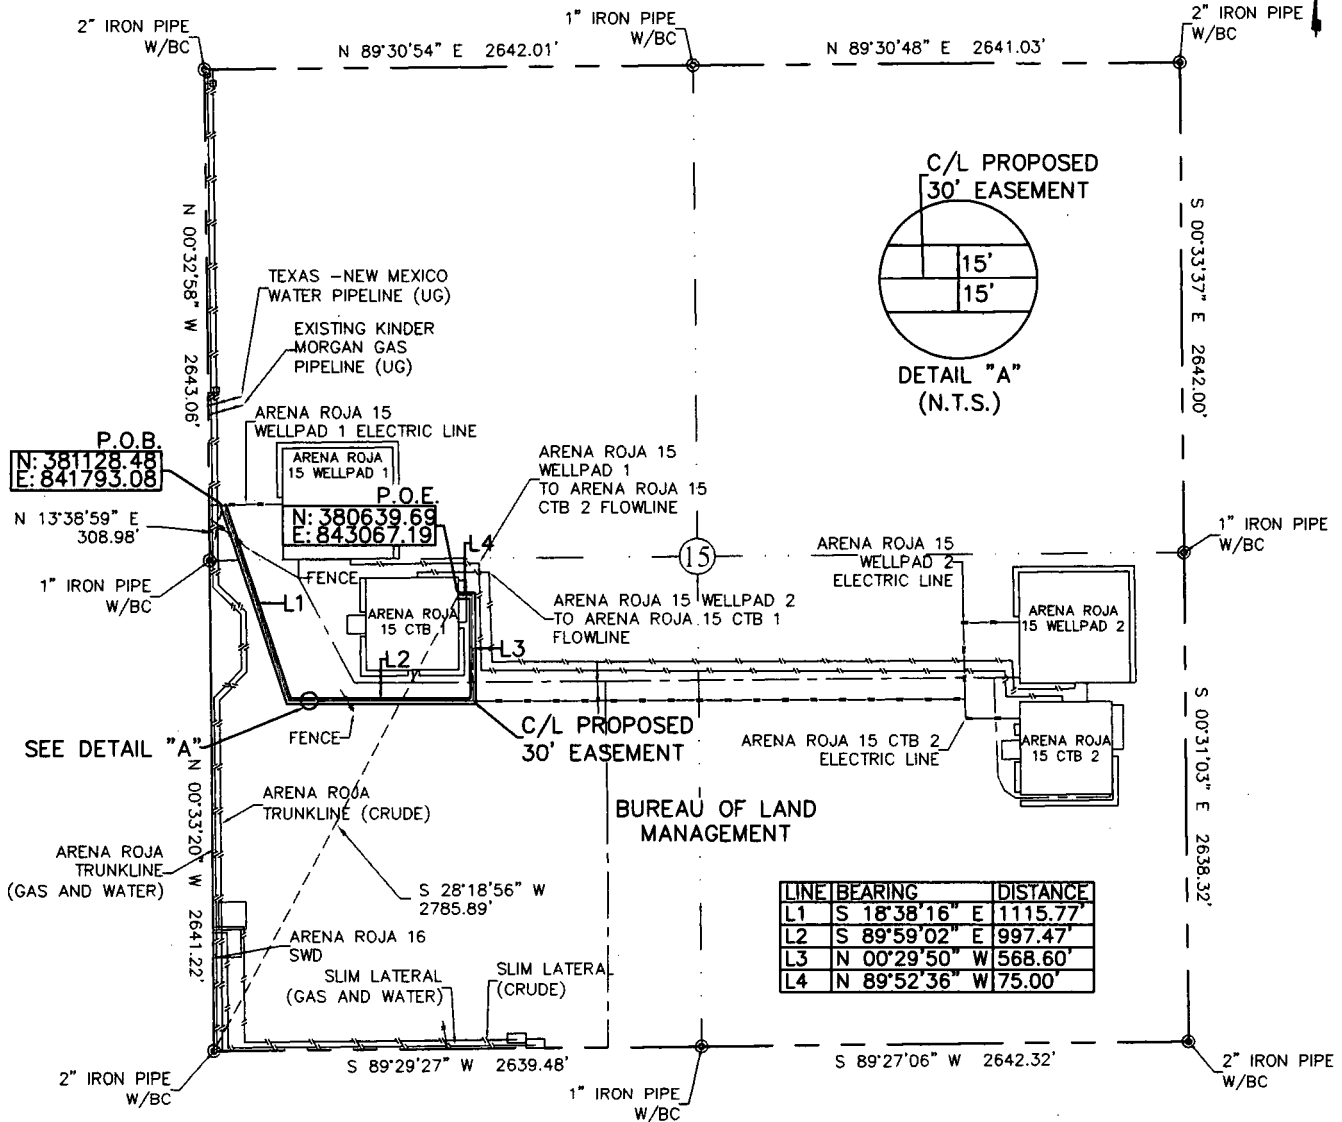 2" IRON PIPE
W/BC
1" IRON PIPE
W/BC
2" IRON PIPE
W/BC
N 89°30'54" E 2642.01'
N 89°30'48" E 2641.03'
C/L PROPOSED
30' EASEMENT
15'
15'
DETAIL "A"
(N.T.S.)
N 00°32'58" W 2643.06'
S 00°33'37" E 2642.00'
TEXAS -NEW MEXICO
WATER PIPELINE (UG)
EXISTING KINDER
MORGAN GAS
PIPELINE (UG)
ARENA ROJA 15
WELLPAD 1 ELECTRIC LINE
P.O.B.
N: 381128.48
E: 841793.08
ARENA ROJA
15 WELLPAD 1
P.O.E.
N: 380639.69
E: 843067.19
ARENA ROJA 15
WELLPAD 1
TO ARENA ROJA 15
CTB 2 FLOWLINE
N 13°38'59" E
308.98'
L4
15
ARENA ROJA 15
WELLPAD 2
ELECTRIC LINE
1" IRON PIPE
W/BC
1" IRON PIPE
W/BC
FENCE
L1
ARENA ROJA
15 CTB 1
ARENA ROJA 15 WELLPAD 2
TO ARENA ROJA 15 CTB 1
FLOWLINE
ARENA ROJA
15 WELLPAD 2
L3
L2
SEE DETAIL "A"
FENCE
C/L PROPOSED
30' EASEMENT
ARENA ROJA 15 CTB 2
ELECTRIC LINE
ARENA ROJA
15 CTB 2
N 00°33'20" W 2641.22'
S 00°31'03" E 2638.32'
ARENA ROJA
TRUNKLINE (CRUDE)
BUREAU OF LAND
MANAGEMENT
ARENA ROJA
TRUNKLINE
(GAS AND WATER)
S 28°18'56" W
2785.89'
LINE BEARING DISTANCE
L1 S 18°38'16" E 1115.77'
L2 S 89°59'02" E 997.47'
L3 N 00°29'50" W 568.60'
L4 N 89°52'36" W 75.00'
ARENA ROJA 16
SWD
SLIM LATERAL
(GAS AND WATER)
SLIM LATERAL
(CRUDE)
S 89°29'27" W 2639.48'
S 89°27'06" W 2642.32'
2" IRON PIPE
W/BC
1" IRON PIPE
W/BC
2" IRON PIPE
W/BC